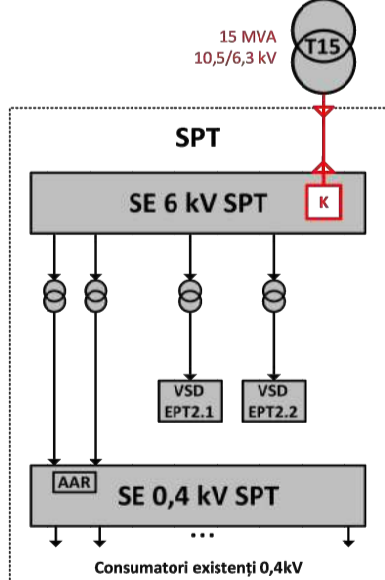 15 MVA
10,5/6,3 kV
T15
SPT
SE 6 kV SPT
K
VSD
EPT2.1
VSD
EPT2.2
AAR
SE 0,4 kV SPT
...
Consumatori existenți 0,4kV